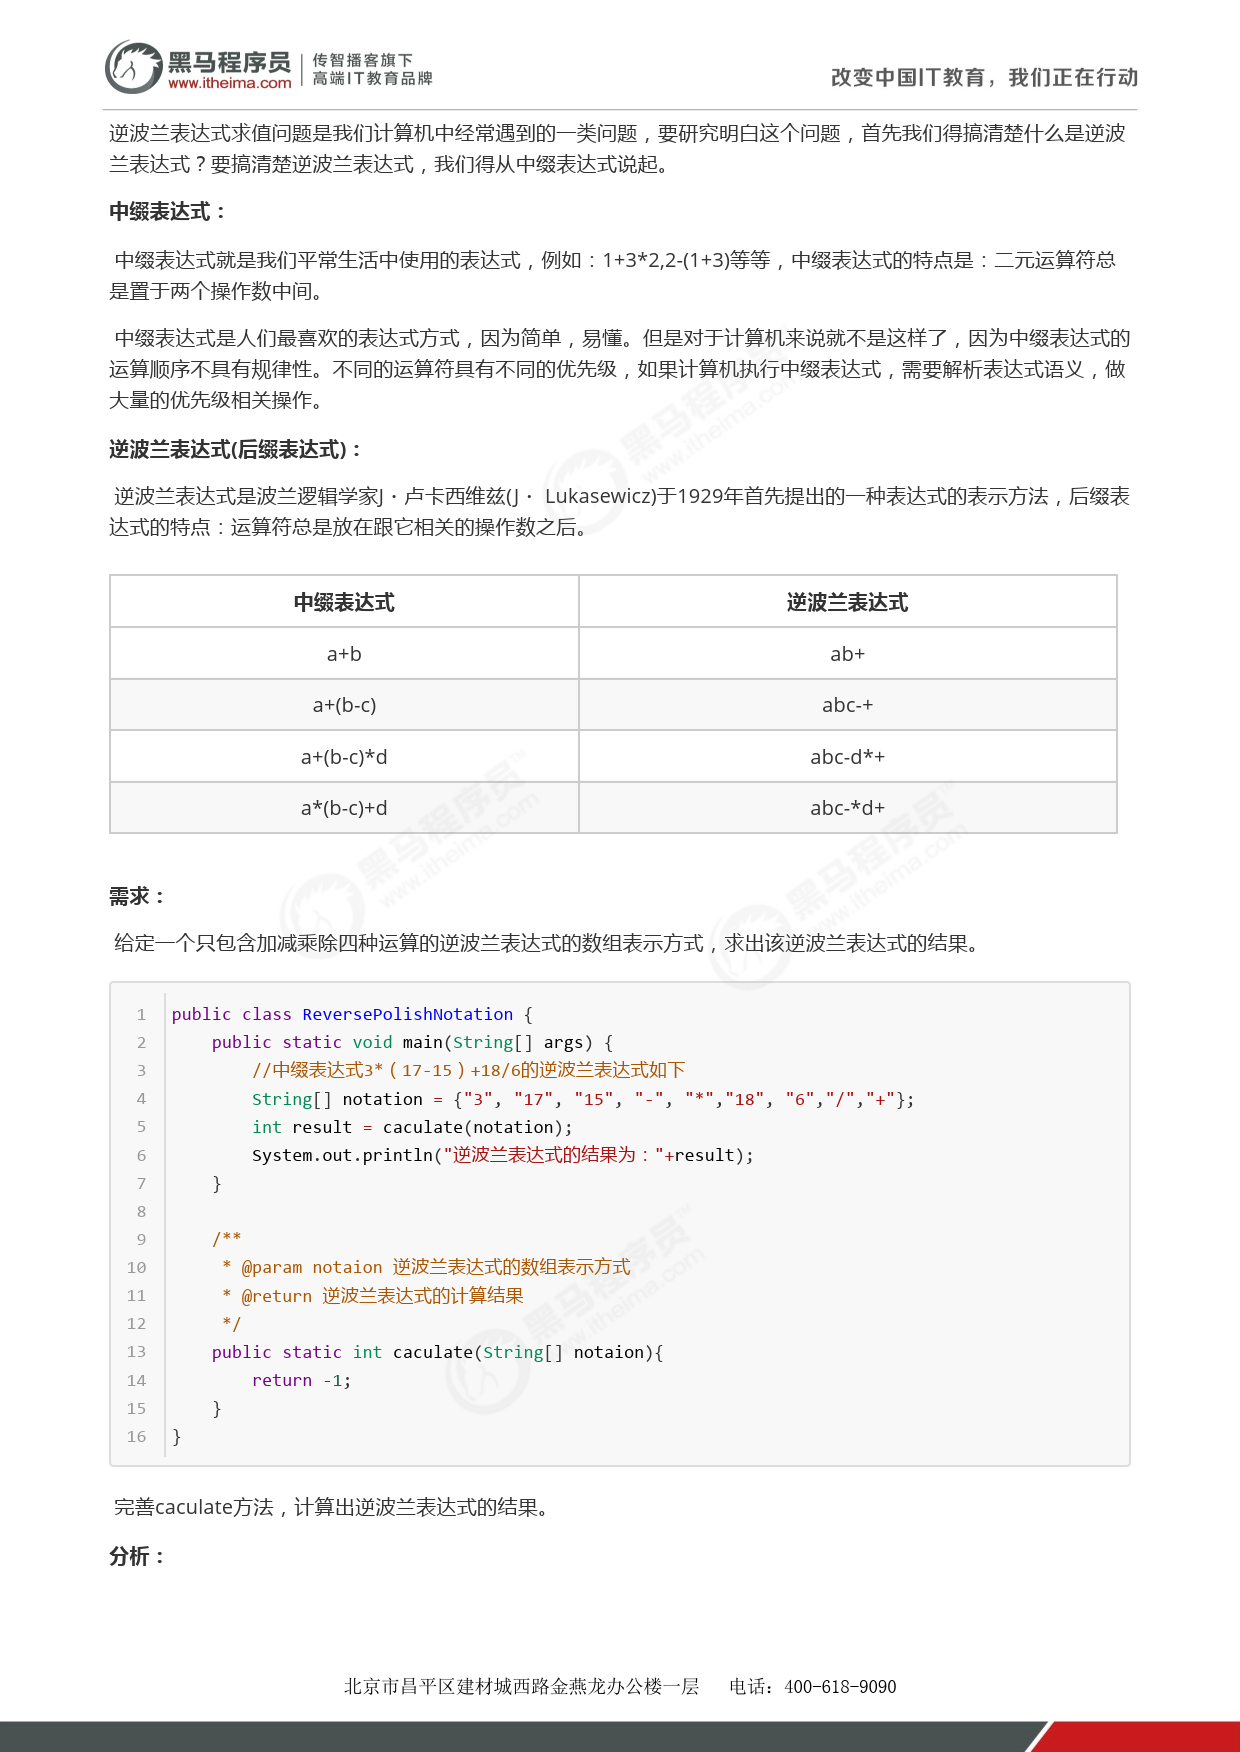 黑马程序员
www.itheima.com
传智播客旗下
高端IT教育品牌
改变中国IT教育，我们正在行动
逆波兰表达式求值问题是我们计算机中经常遇到的一类问题，要研究明白这个问题，首先我们得搞清楚什么是逆波
兰表达式？要搞清楚逆波兰表达式，我们得从中缀表达式说起。
中缀表达式：
中缀表达式就是我们平常生活中使用的表达式，例如：1+3*2,2-(1+3)等等，中缀表达式的特点是：二元运算符总
是置于两个操作数中间。
中缀表达式是人们最喜欢的表达式方式，因为简单，易懂。但是对于计算机来说就不是这样了，因为中缀表达式的
运算顺序不具有规律性。不同的运算符具有不同的优先级，如果计算机执行中缀表达式，需要解析表达式语义，做
大量的优先级相关操作。
逆波兰表达式(后缀表达式)：
逆波兰表达式是波兰逻辑学家J・卢卡西维兹(J・ Lukasewicz)于1929年首先提出的一种表达式的表示方法，后缀表
达式的特点：运算符总是放在跟它相关的操作数之后。
中缀表达式 逆波兰表达式
a+b ab+
a+(b-c) abc-+
a+(b-c)*d abc-d*+
a*(b-c)+d abc-*d+
需求：
给定一个只包含加减乘除四种运算的逆波兰表达式的数组表示方式，求出该逆波兰表达式的结果。
1 public class ReversePolishNotation {
2     public static void main(String[] args) {
3         //中缀表达式3*（17-15）+18/6的逆波兰表达式如下
4         String[] notation = {"3", "17", "15", "-", "*","18", "6","/","+"};
5         int result = caculate(notation);
6         System.out.println("逆波兰表达式的结果为："+result);
7     }
8
9     /**
10      * @param notaion 逆波兰表达式的数组表示方式
11      * @return 逆波兰表达式的计算结果
12      */
13     public static int caculate(String[] notaion){
14         return -1;
15     }
16 }
完善caculate方法，计算出逆波兰表达式的结果。
分析：
北京市昌平区建材城西路金燕龙办公楼一层 电话：400-618-9090